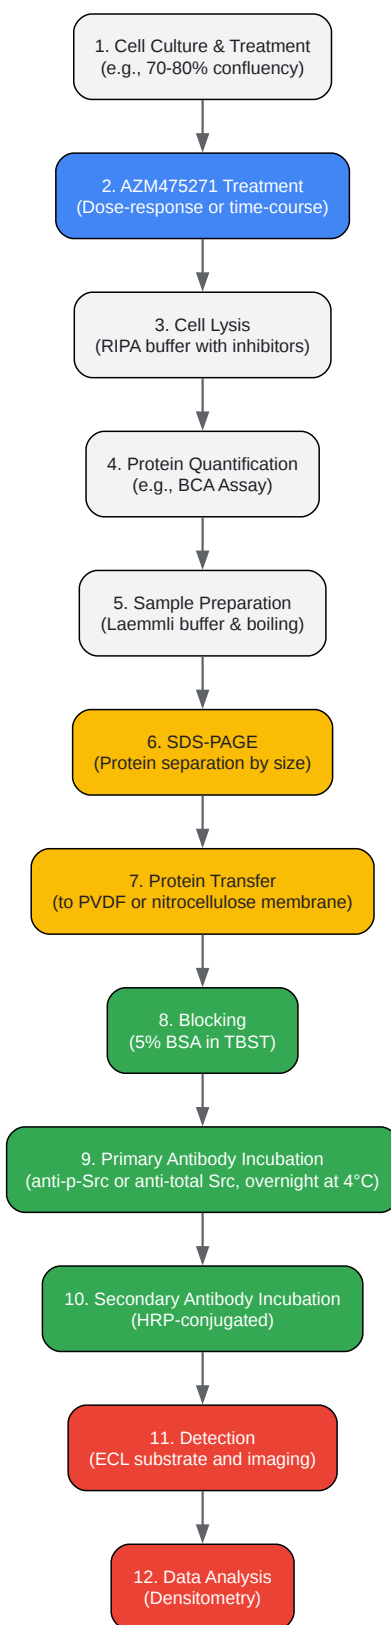 1. Cell Culture & Treatment
(e.g., 70-80% confluency)
2. AZM475271 Treatment
(Dose-response or time-course)
3. Cell Lysis
(RIPA buffer with inhibitors)
4. Protein Quantification
(e.g., BCA Assay)
5. Sample Preparation
(Laemmli buffer & boiling)
6. SDS-PAGE
(Protein separation by size)
7. Protein Transfer
(to PVDF or nitrocellulose membrane)
8. Blocking
(5% BSA in TBST)
9. Primary Antibody Incubation
(anti-p-Src or anti-total Src, overnight at 4°C)
10. Secondary Antibody Incubation
(HRP-conjugated)
11. Detection
(ECL substrate and imaging)
12. Data Analysis
(Densitometry)